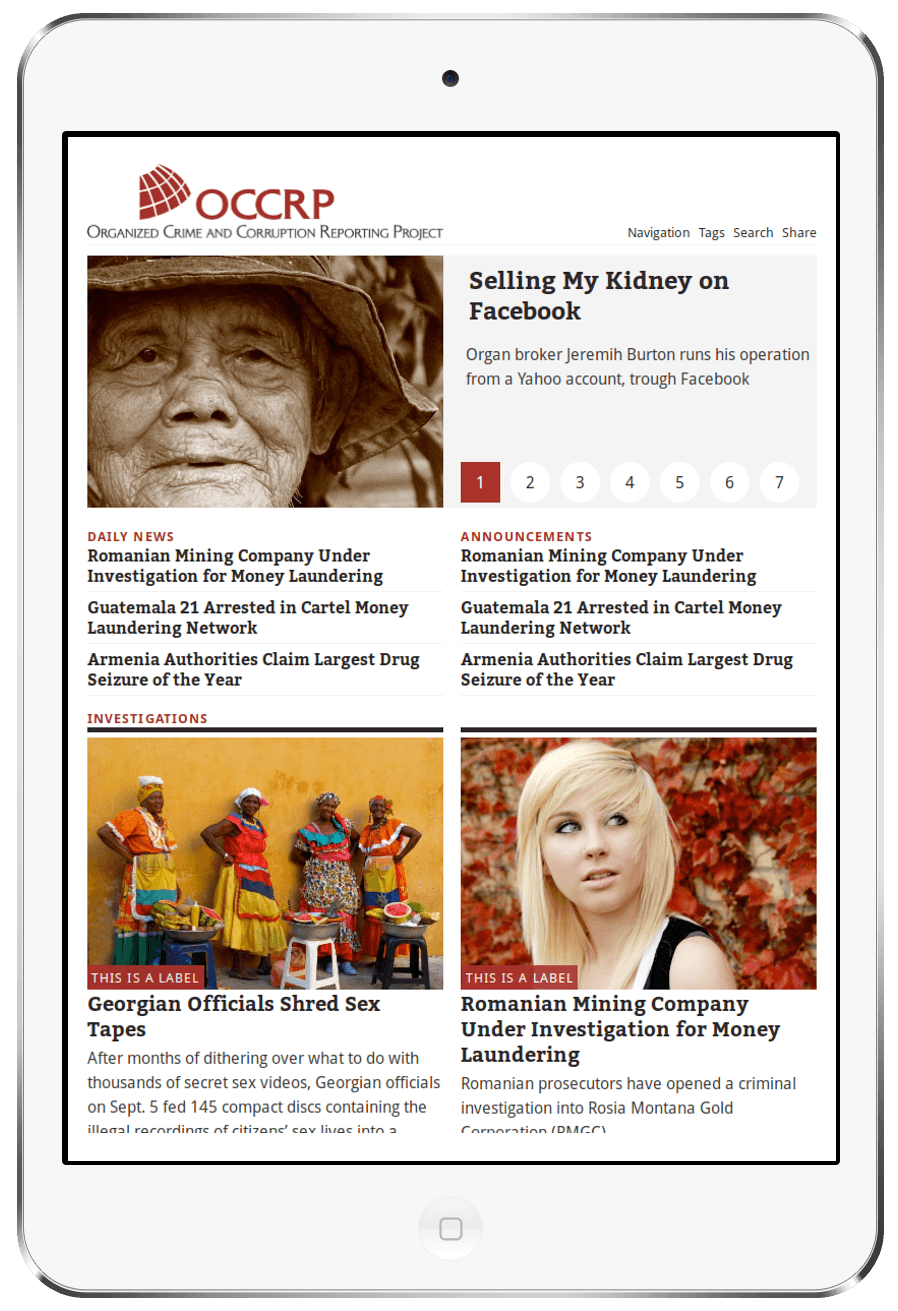 OCCRP
ORGANIZED CRIME AND CORRUPTION REPORTING PROJECT
Navigation Tags Search Share
Selling My Kidney on
Facebook
Organ broker Jeremih Burton runs his operation
from a Yahoo account, trough Facebook
1 2 3 4 5 6 7
DAILY NEWS
Romanian Mining Company Under
Investigation for Money Laundering
Guatemala 21 Arrested in Cartel Money
Laundering Network
Armenia Authorities Claim Largest Drug
Seizure of the Year
ANNOUNCEMENTS
Romanian Mining Company Under
Investigation for Money Laundering
Guatemala 21 Arrested in Cartel Money
Laundering Network
Armenia Authorities Claim Largest Drug
Seizure of the Year
INVESTIGATIONS
THIS IS A LABEL
Georgian Officials Shred Sex
Tapes
After months of dithering over what to do with
thousands of secret sex videos, Georgian officials
on Sept. 5 fed 145 compact discs containing the
illegal recordings of citizens’ sex lives into a
THIS IS A LABEL
Romanian Mining Company
Under Investigation for Money
Laundering
Romanian prosecutors have opened a criminal
investigation into Rosia Montana Gold
Corporation (RMGC)